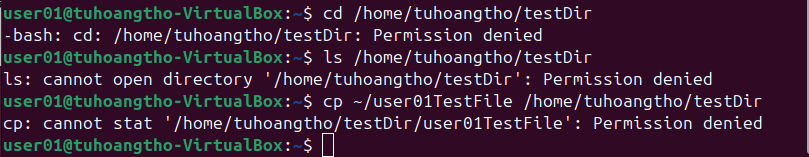 user01@tuhoangtho-VirtualBox:~$ cd /home/tuhoangtho/testDir
-bash: cd: /home/tuhoangtho/testDir: Permission denied
user01@tuhoangtho-VirtualBox:~$ ls /home/tuhoangtho/testDir
ls: cannot open directory '/home/tuhoangtho/testDir': Permission denied
user01@tuhoangtho-VirtualBox:~$ cp ~/user01TestFile /home/tuhoangtho/testDir
cp: cannot stat '/home/tuhoangtho/testDir/user01TestFile': Permission denied
user01@tuhoangtho-VirtualBox:~$